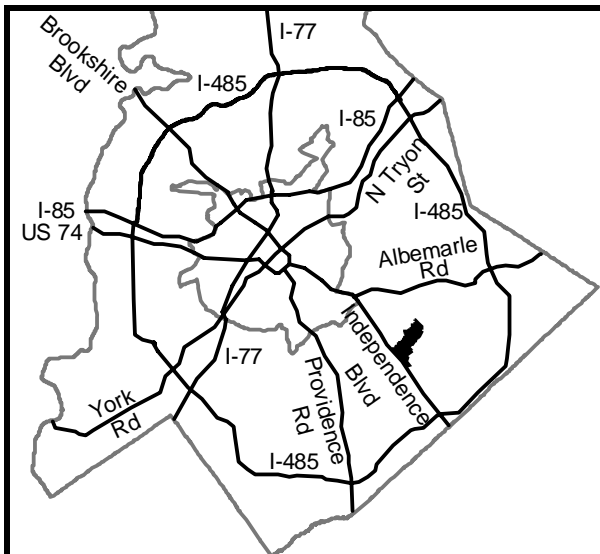 I-77
Brookshire
Blvd
I-485
I-85
N Tryon
St
I-85
US 74
I-485
Albemarle
Rd
Independence
Blvd
I-77
Providence
Rd
York
Rd
I-485